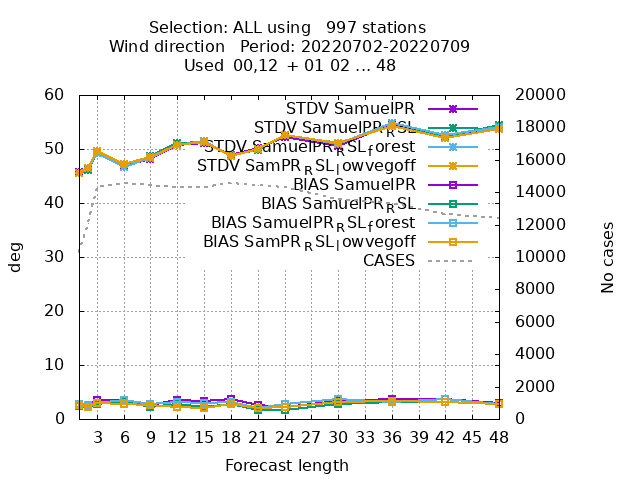 Selection: ALL using 997 stations
Wind direction Period: 20220702-20220709
Used 00,12 + 01 02 ... 48
60
50
40
30
20
10
0
deg
20000
18000
16000
14000
12000
10000
8000
6000
4000
2000
0
No cases
STDV SamuelPR
STDV SamuelPR_RSL
STDV SamuelPR_RSL_forest
STDV SamPR_RSL_lowvegoff
BIAS SamuelPR
BIAS SamuelPR_RSL
BIAS SamuelPR_RSL_forest
BIAS SamPR_RSL_lowvegoff
CASES
3 6 9 12 15 18 21 24 27 30 33 36 39 42 45 48
Forecast length